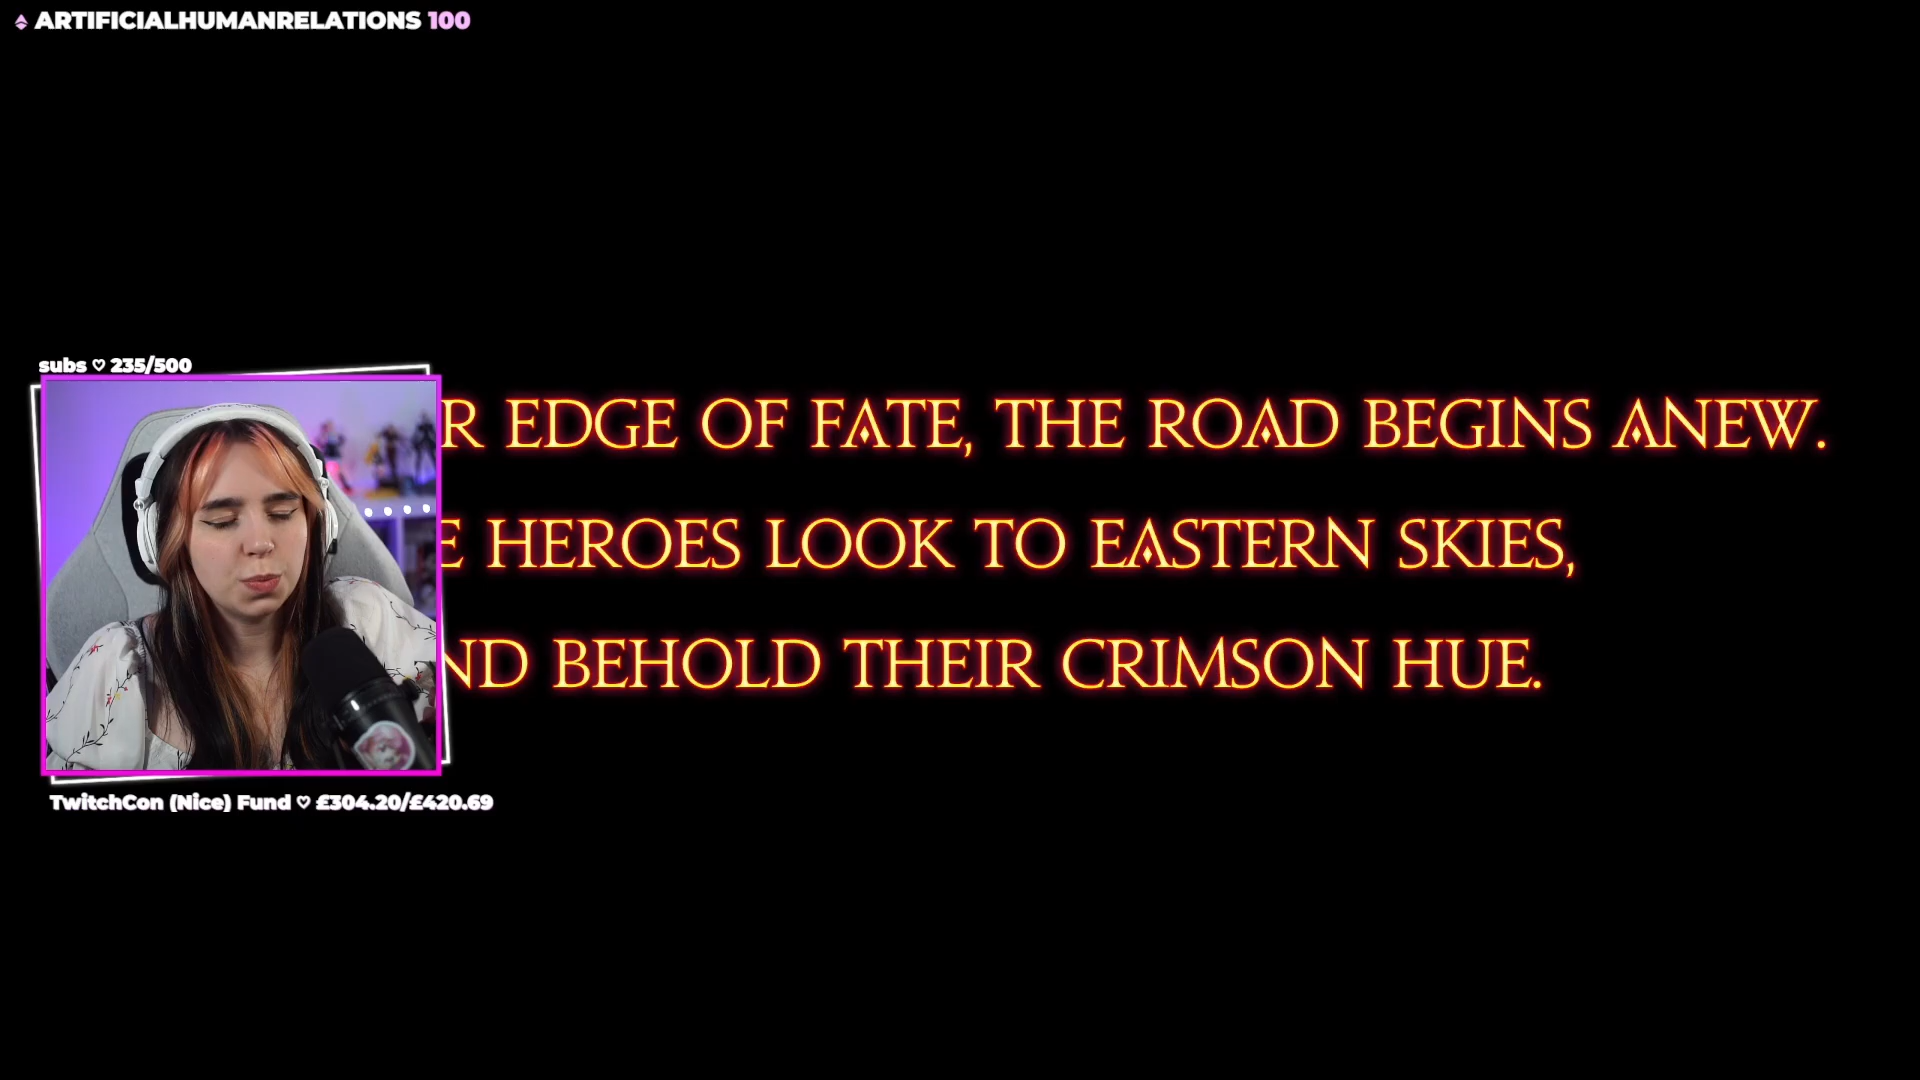 ARTIFICIALHUMANRELATIONS 100
subs ♡ 235/500
R EDGE OF FATE, THE ROAD BEGINS ANEW.
E HEROES LOOK TO EASTERN SKIES,
ND BEHOLD THEIR CRIMSON HUE.
TwitchCon (Nice) Fund ♡ £304.20/£420.69